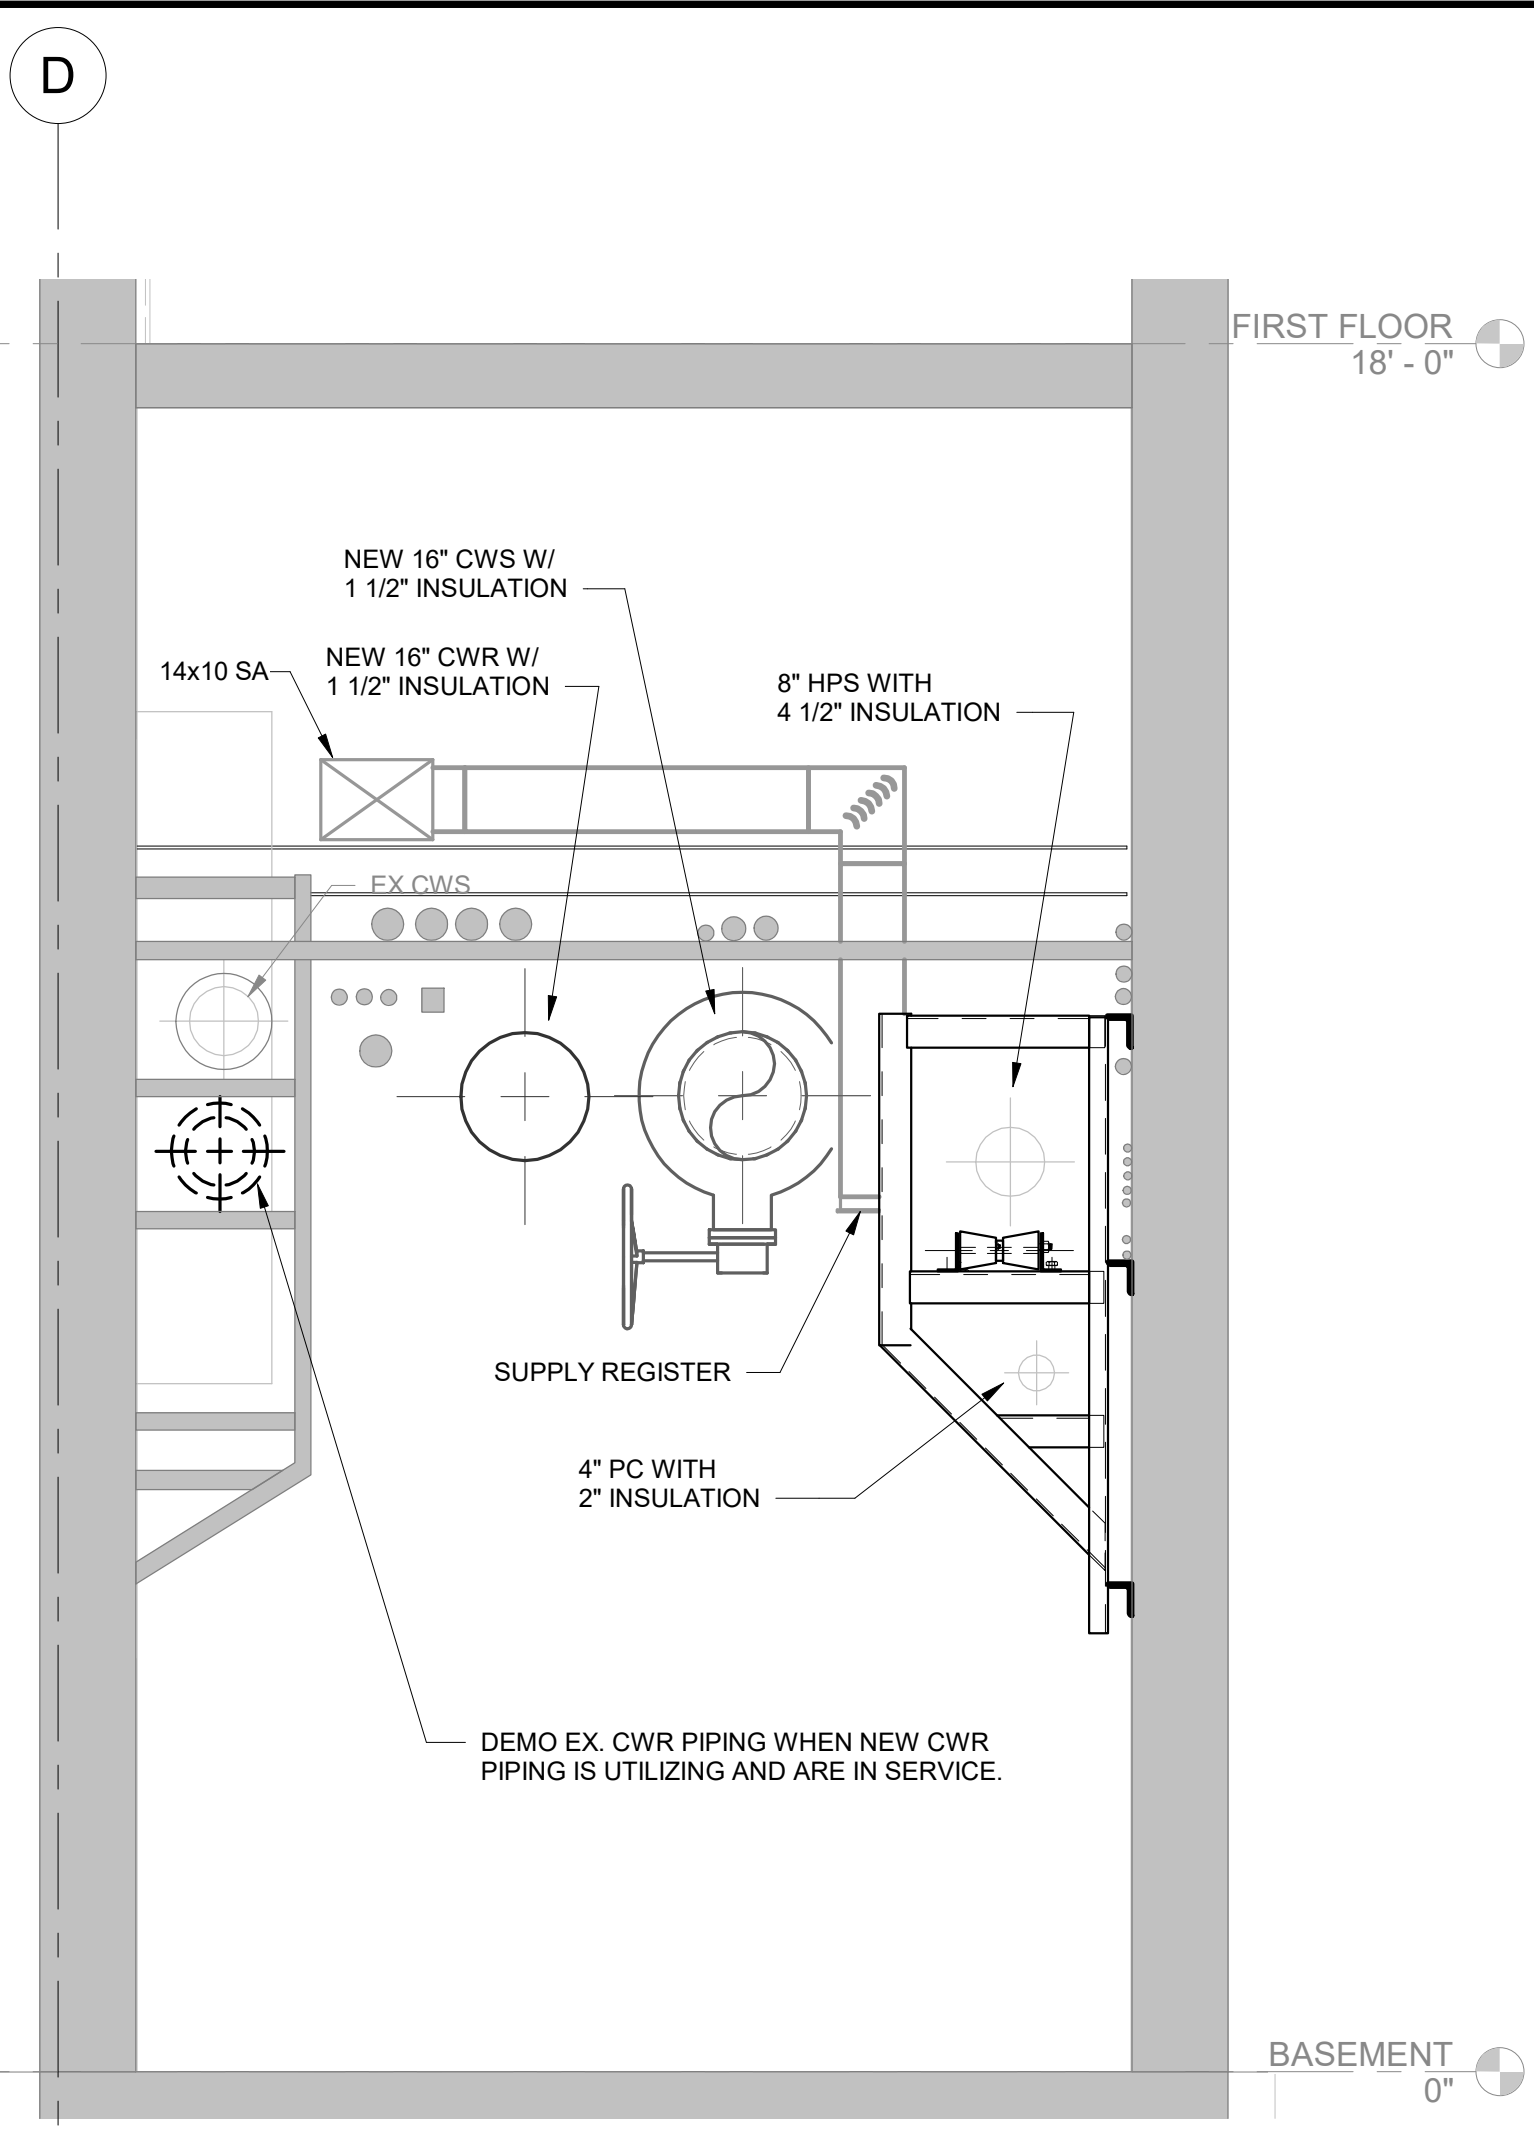 D
FIRST FLOOR
18' - 0"
NEW 16" CWS W/
1 1/2" INSULATION
14x10 SA
NEW 16" CWR W/
1 1/2" INSULATION
8" HPS WITH
4 1/2" INSULATION
EX CWS
SUPPLY REGISTER
4" PC WITH
2" INSULATION
DEMO EX. CWR PIPING WHEN NEW CWR
PIPING IS UTILIZING AND ARE IN SERVICE.
BASEMENT
0"